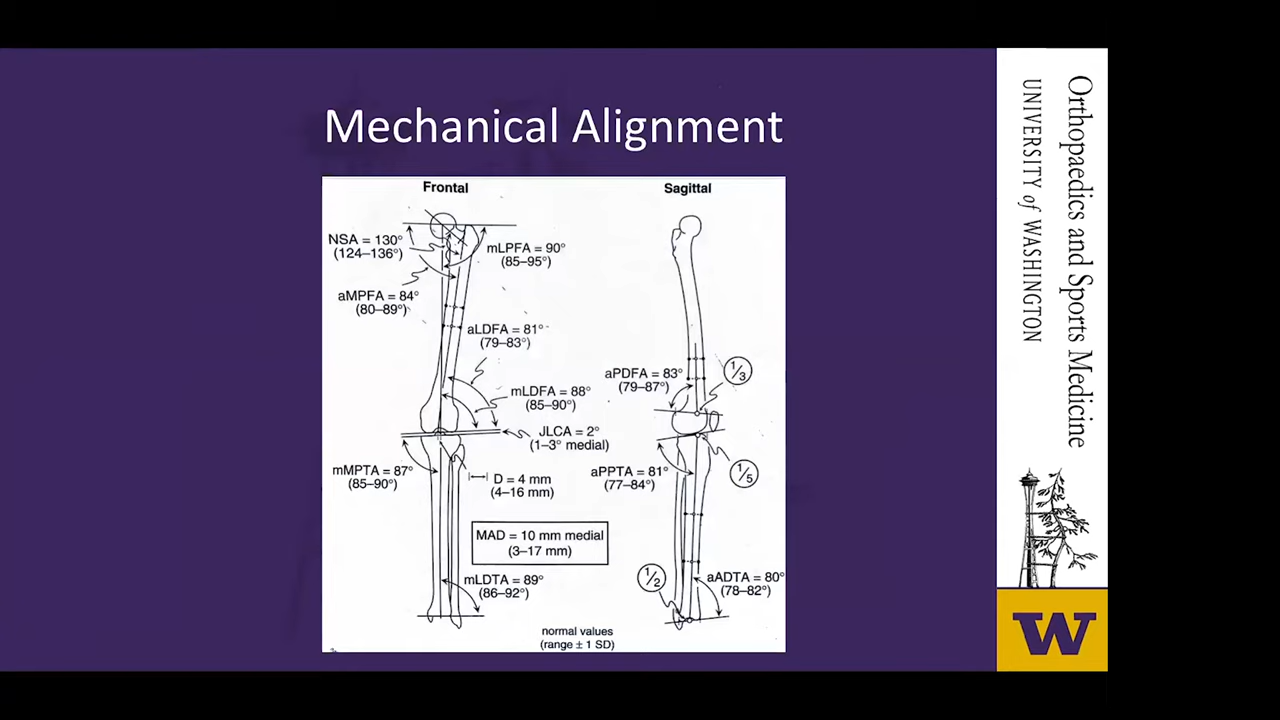 Mechanical Alignment
Frontal
Sagittal
NSA = 130°
(124–136°)
mLPFA = 90°
(85–95°)
aMPFA = 84°
(80–89°)
aLDFA = 81°
(79–83°)
mLDFA = 88°
(85–90°)
JLCA = 2°
(1–3° medial)
mMPTA = 87°
(85–90°)
D = 4 mm
(4–16 mm)
MAD = 10 mm medial
(3–17 mm)
mLDTA = 89°
(86–92°)
aPDFA = 83°
(79–87°)
1/3
aPPTA = 81°
(77–84°)
1/5
1/2
aADTA = 80°
(78–82°)
normal values
(range ± 1 SD)
Orthopaedics and Sports Medicine
UNIVERSITY of WASHINGTON
W